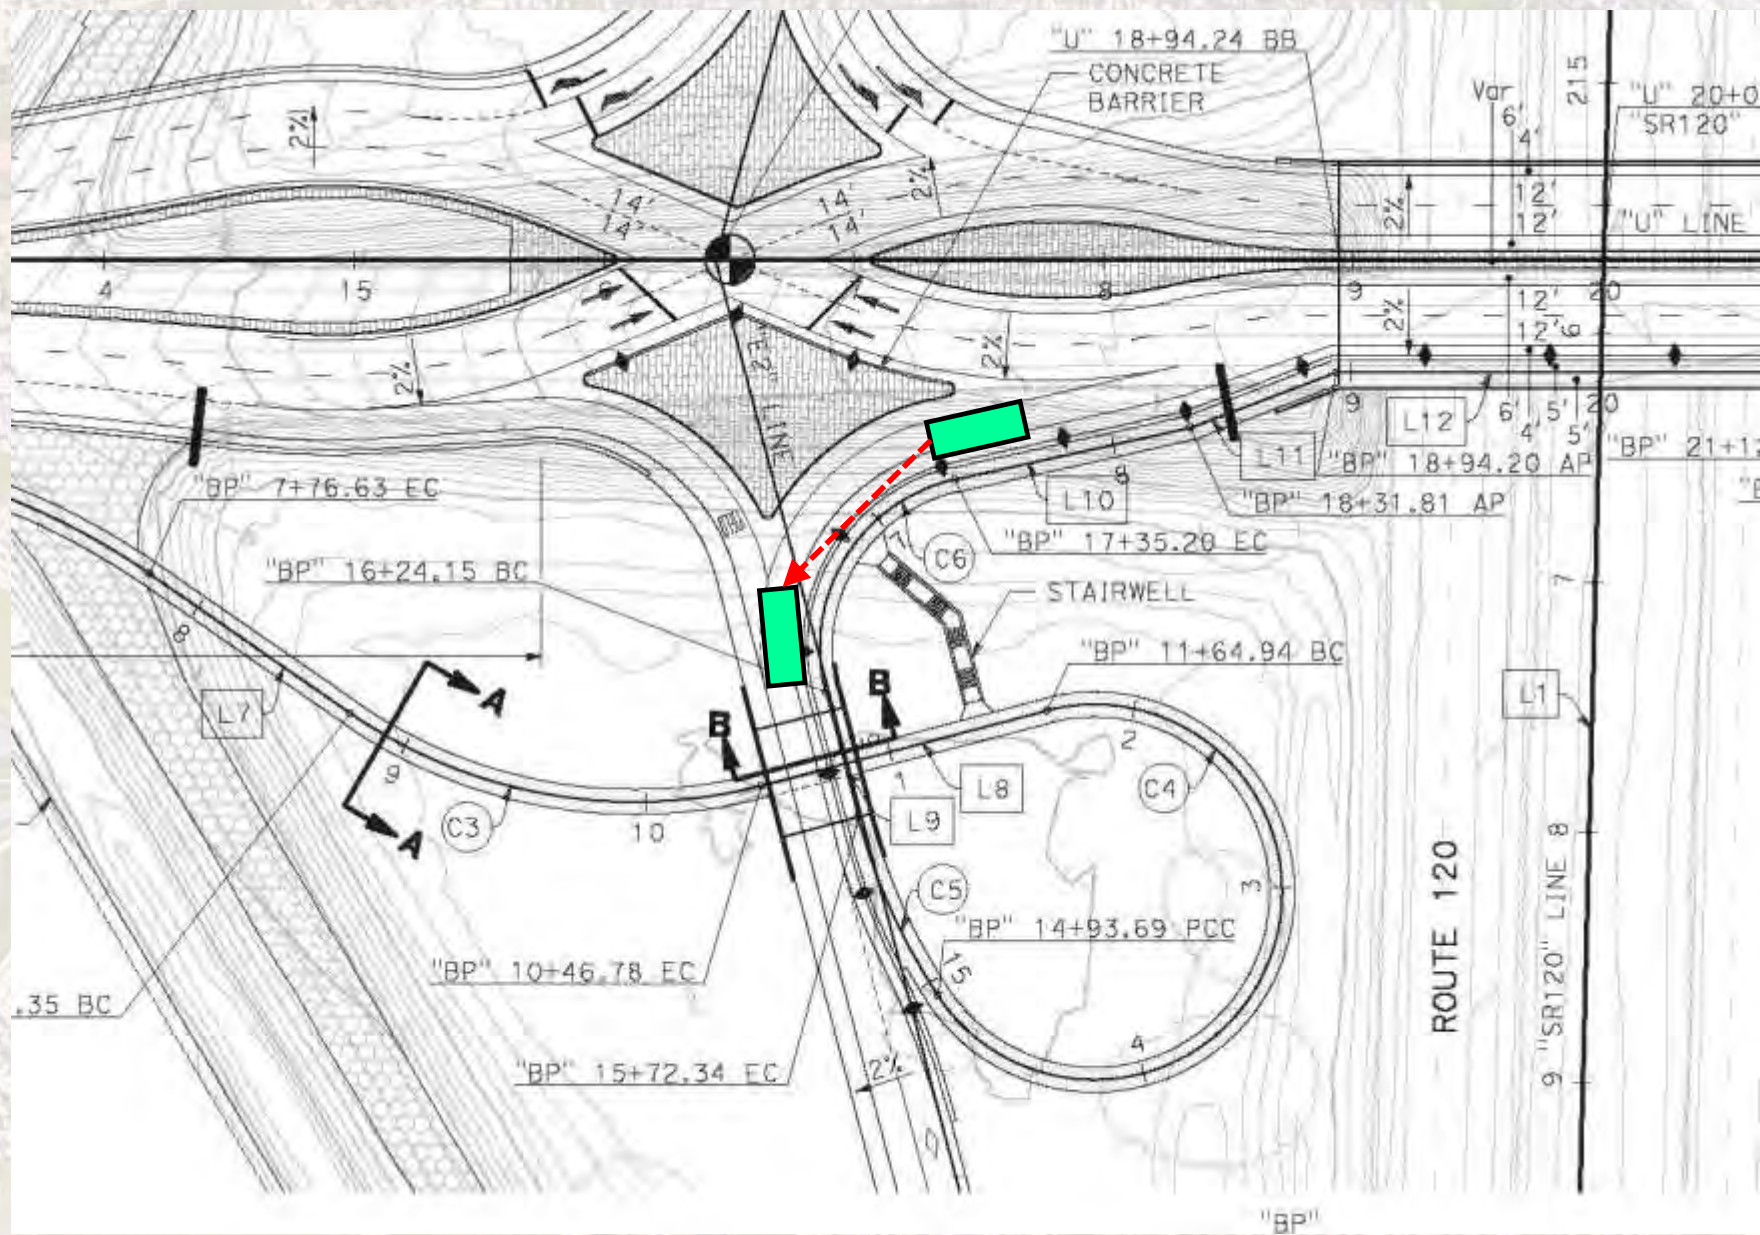 "U" 18+94.24 BB
CONCRETE
BARRIER
Var
6'
4'
215
"U" 20+0
"SR120"
2%
14'
14'
14'
14'
2%
2%
12'
12'
"U" LINE
4
15
6
8
9
20
2%
2%
2%
12'
12'
6'
"E2" LINE
L12
9
20
6'
4'
5'
5'
L11
"BP" 18+94.20 AP
"BP" 21+12
"BP" 7+76.63 EC
8
L10
"BP" 18+31.81 AP
7
C6
"BP" 17+35.20 EC
"BP" 16+24.15 BC
STAIRWELL
7
8
"BP" 11+64.94 BC
L7
A
B
B
L1
9
1
2
L8
C4
C3
A
10
L9
8
3
C5
"BP" 14+93.69 PCC
15
"BP" 10+46.78 EC
.35 BC
ROUTE 120
"SR120" LINE
4
"BP" 15+72.34 EC
2%
9
"BP"